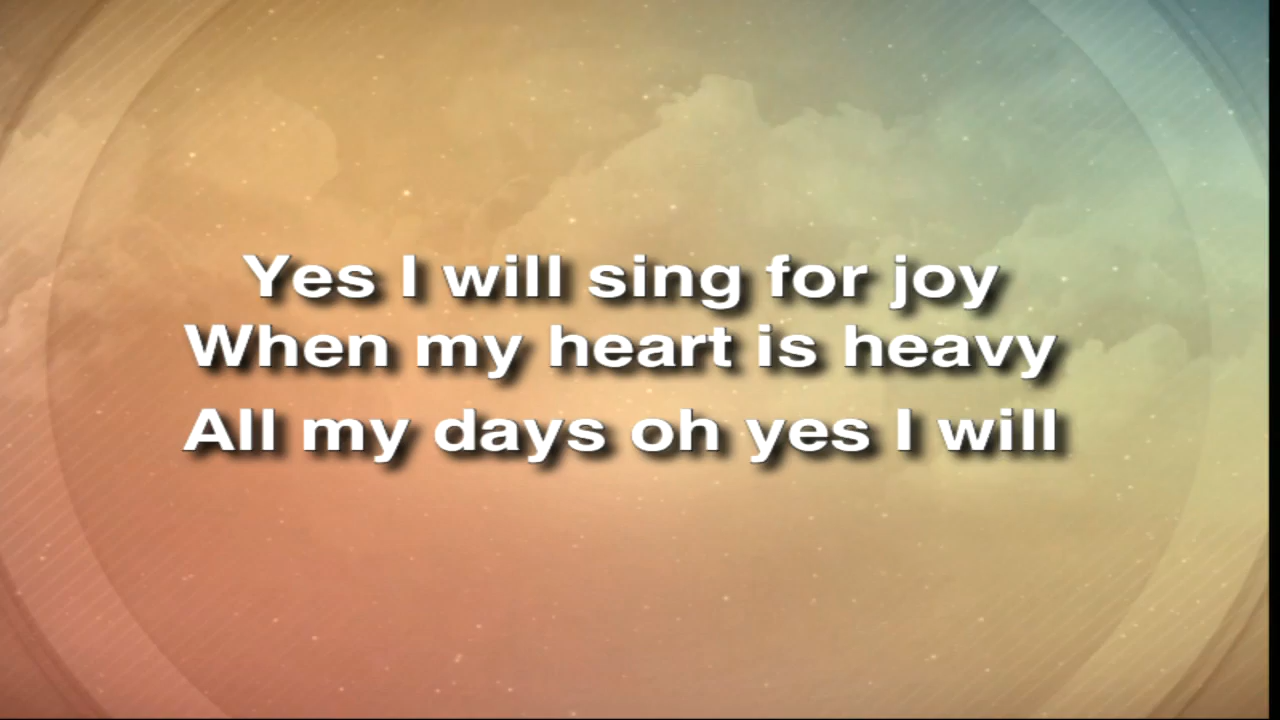 Yes I will sing for joy
When my heart is heavy
All my days oh yes I will